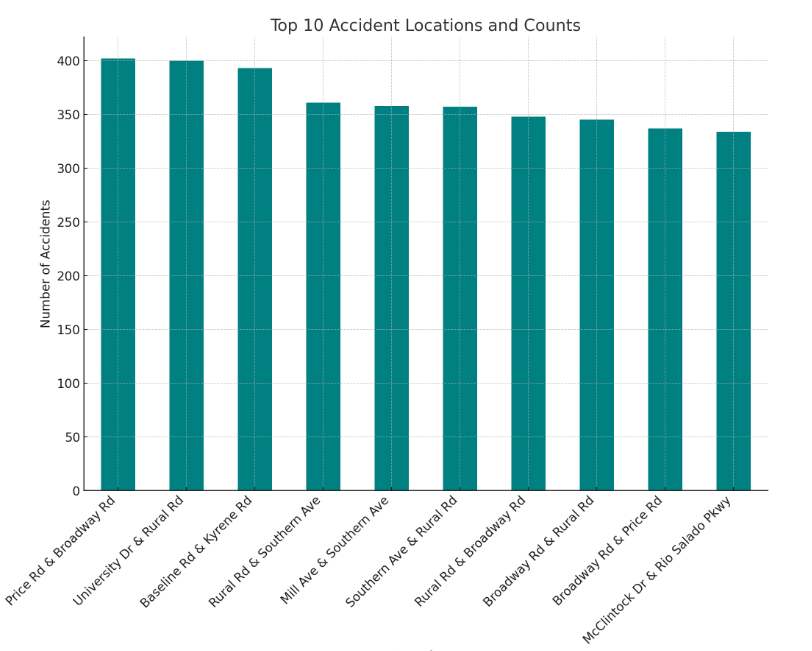 Top 10 Accident Locations and Counts
Number of Accidents
400
350
300
250
200
150
100
50
0
Price Rd & Broadway Rd
University Dr & Rural Rd
Baseline Rd & Kyrene Rd
Rural Rd & Southern Ave
Mill Ave & Southern Ave
Southern Ave & Rural Rd
Rural Rd & Broadway Rd
Broadway Rd & Rural Rd
Broadway Rd & Price Rd
McClintock Dr & Rio Salado Pkwy